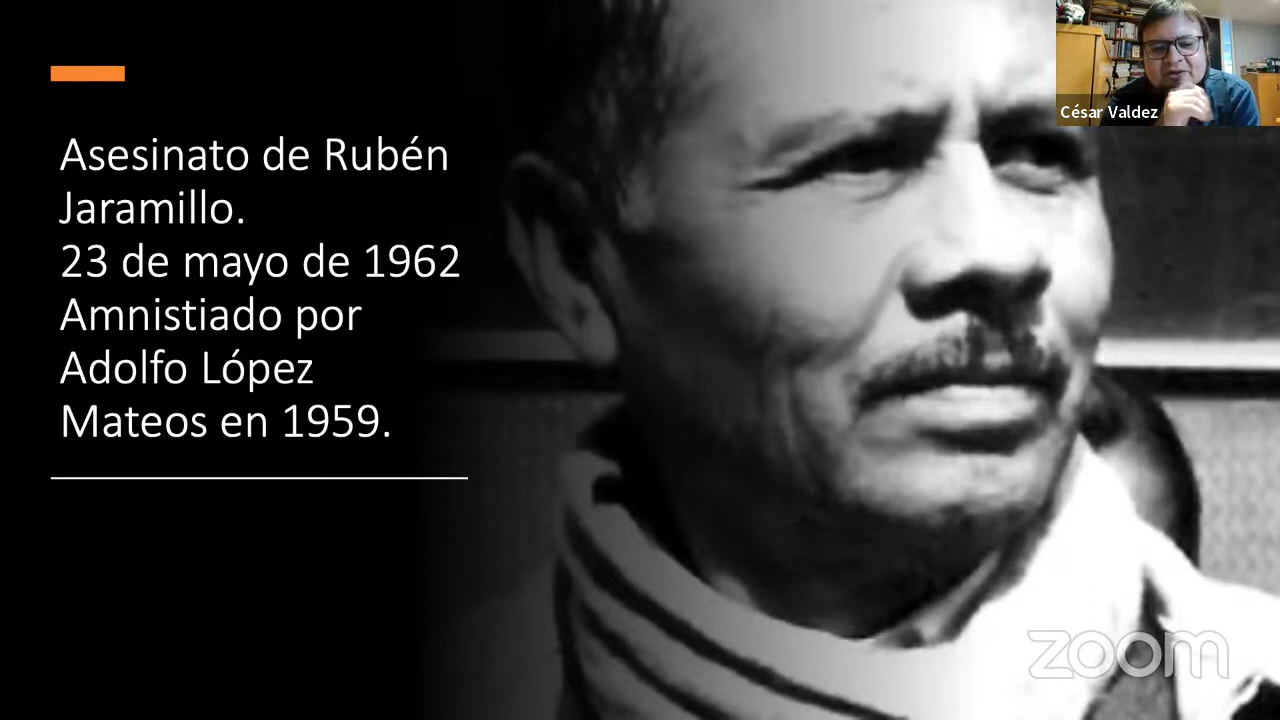 Asesinato de Rubén
Jaramillo.
23 de mayo de 1962
Amnistiado por
Adolfo López
Mateos en 1959.
César Valdez
zoom